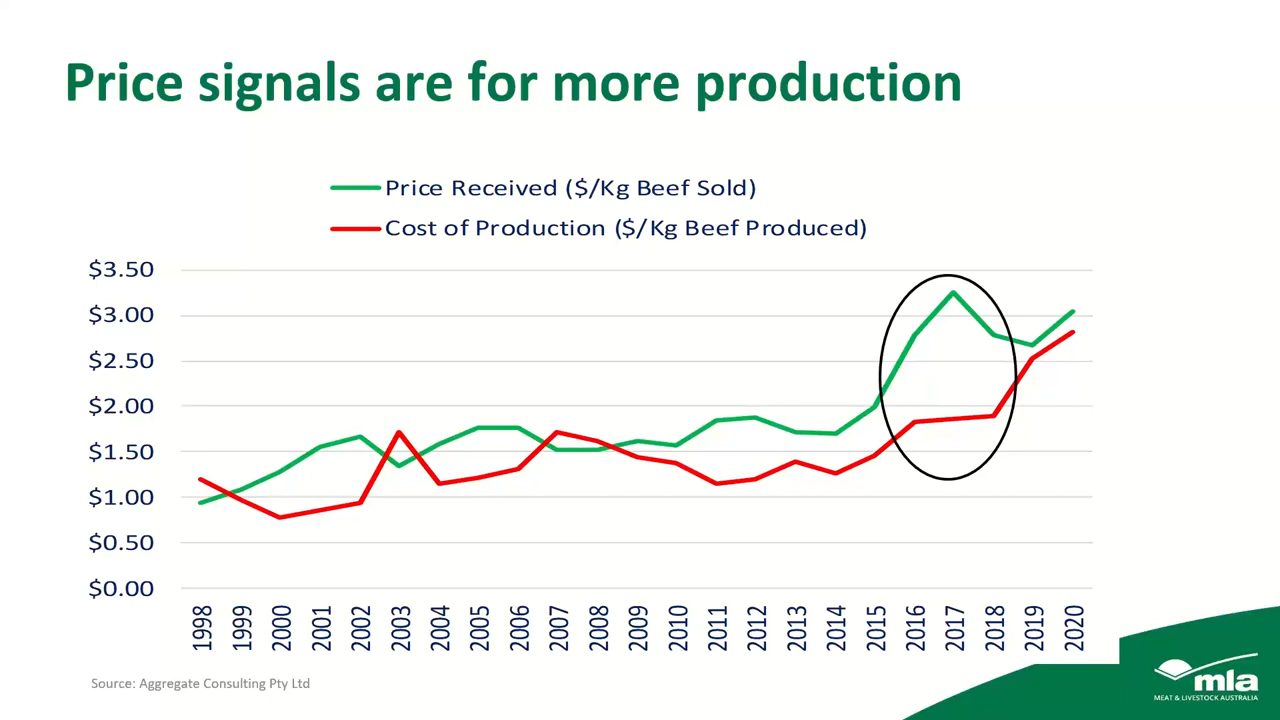 Price signals are for more production
Price Received ($/Kg Beef Sold)
Cost of Production ($/Kg Beef Produced)
$3.50
$3.00
$2.50
$2.00
$1.50
$1.00
$0.50
$0.00
1998 1999 2000 2001 2002 2003 2004 2005 2006 2007 2008 2009 2010 2011 2012 2013 2014 2015 2016 2017 2018 2019 2020
Source: Aggregate Consulting Pty Ltd
mla
MEAT & LIVESTOCK AUSTRALIA